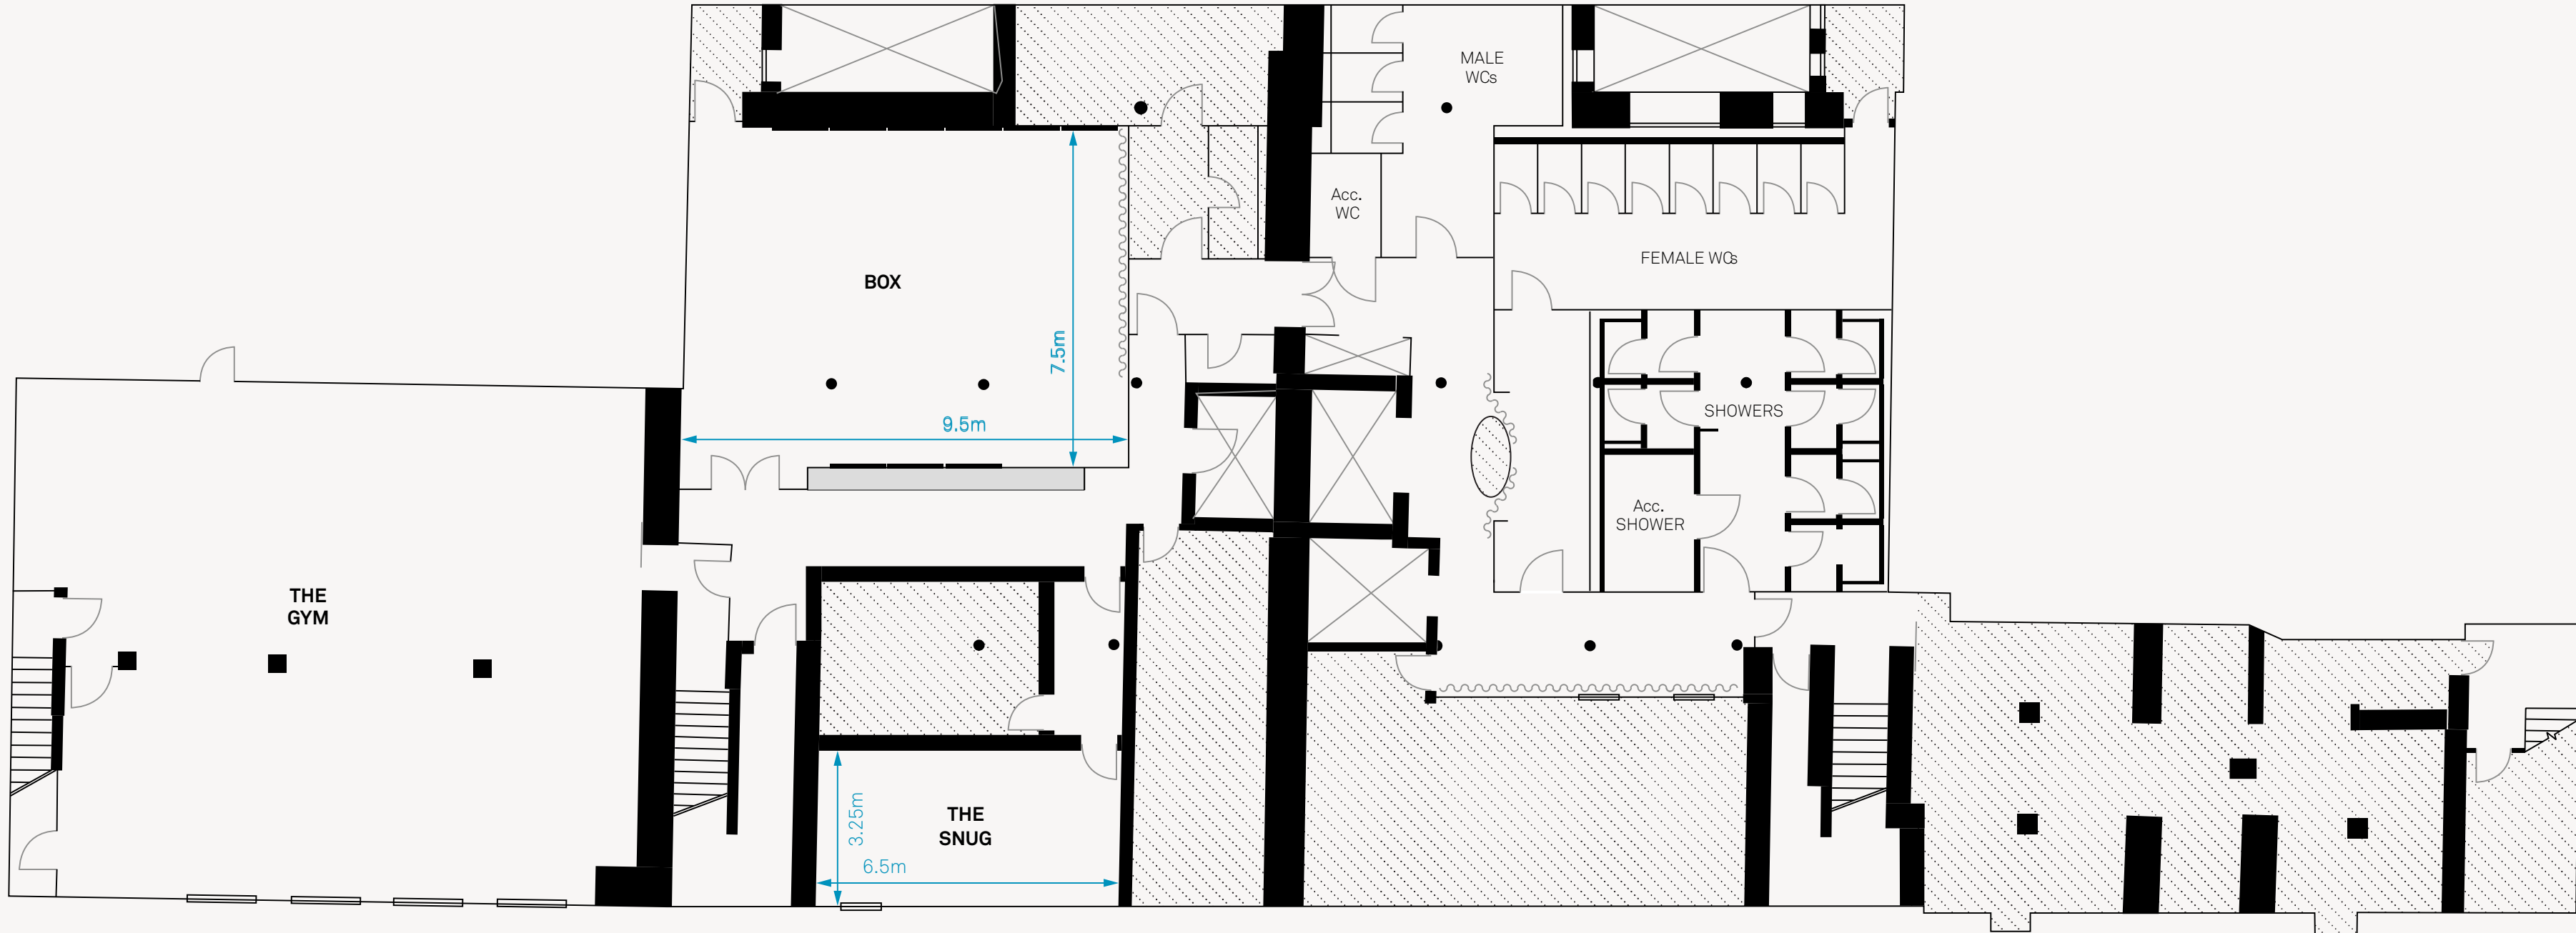 MALE
WCs
Acc.
WC
FEMALE WCs
BOX
7.5m
9.5m
SHOWERS
Acc.
SHOWER
THE
GYM
THE
SNUG
3.25m
6.5m